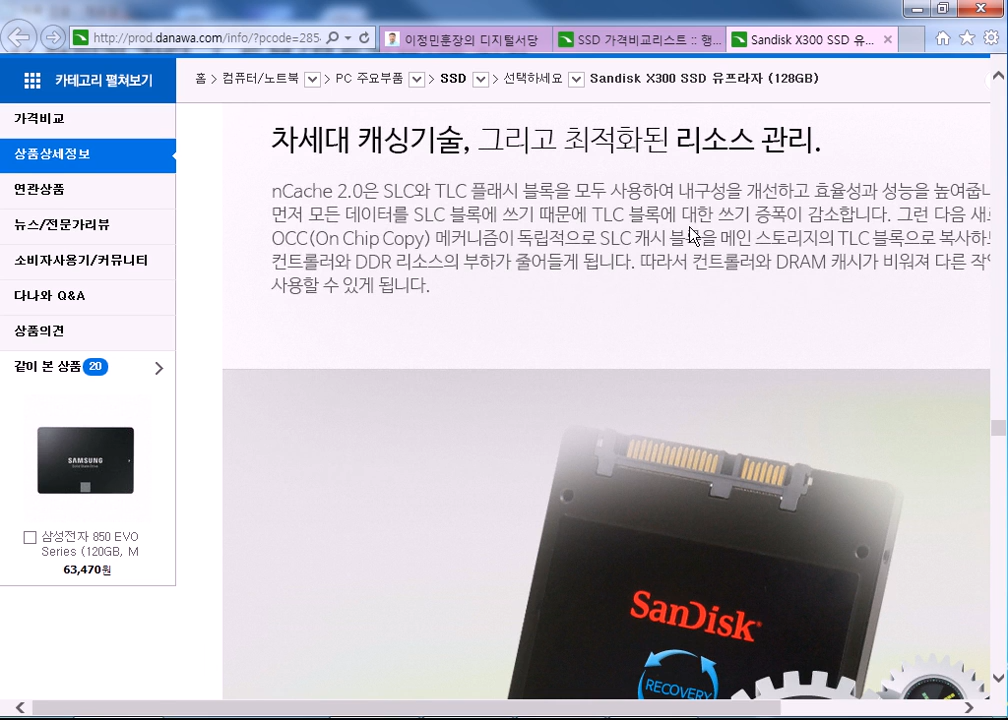 http://prod.danawa.com/info/?pcode=285
이정민훈장의 디지털서당
SSD 가격비교리스트 :: 행...
Sandisk X300 SSD 유...
카테고리 펼쳐보기
홈 > 컴퓨터/노트북 > PC 주요부품 > SSD > 선택하세요 Sandisk X300 SSD 유프라자 (128GB)
가격비교
상품상세정보
연관상품
뉴스/전문가리뷰
소비자사용기/커뮤니티
다나와 Q&A
상품의견
같이 본 상품 20
SAMSUNG
삼성전자 850 EVO
Series (120GB, M
63,470원
차세대 캐싱기술, 그리고 최적화된 리소스 관리.
nCache 2.0은 SLC와 TLC 플래시 블록을 모두 사용하여 내구성을 개선하고 효율성과 성능을 높여줍니
먼저 모든 데이터를 SLC 블록에 쓰기 때문에 TLC 블록에 대한 쓰기 증폭이 감소합니다. 그런 다음 새로
OCC(On Chip Copy) 메커니즘이 독립적으로 SLC 캐시 블록을 메인 스토리지의 TLC 블록으로 복사하
컨트롤러와 DDR 리소스의 부하가 줄어들게 됩니다. 따라서 컨트롤러와 DRAM 캐시가 비워져 다른 작
사용할 수 있게 됩니다.
SanDisk
RECOVERY